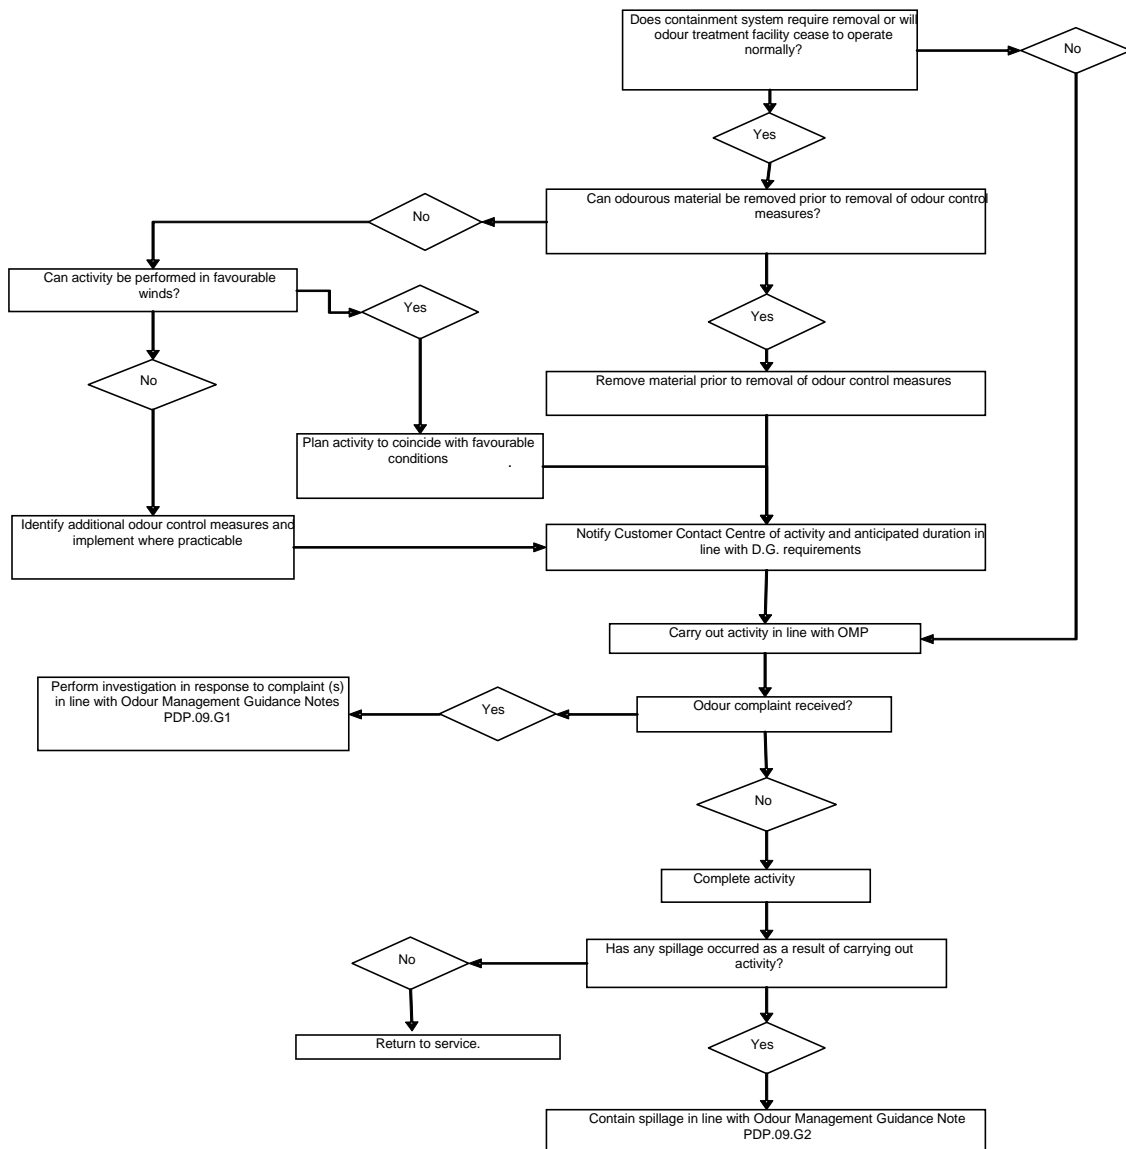 Does containment system require removal or will
odour treatment facility cease to operate
normally?
No
Yes
Can odourous material be removed prior to removal of odour control
measures?
No
Can activity be performed in favourable
winds?
Yes
Yes
No
Remove material prior to removal of odour control measures
Plan activity to coincide with favourable
conditions .
Identify additional odour control measures and
implement where practicable
Notify Customer Contact Centre of activity and anticipated duration in
line with D.G. requirements
Carry out activity in line with OMP
Perform investigation in response to complaint (s)
in line with Odour Management Guidance Notes
PDP.09.G1
Yes
Odour complaint received?
No
Complete activity
Has any spillage occurred as a result of carrying out
activity?
No
Return to service.
Yes
Contain spillage in line with Odour Management Guidance Note
PDP.09.G2